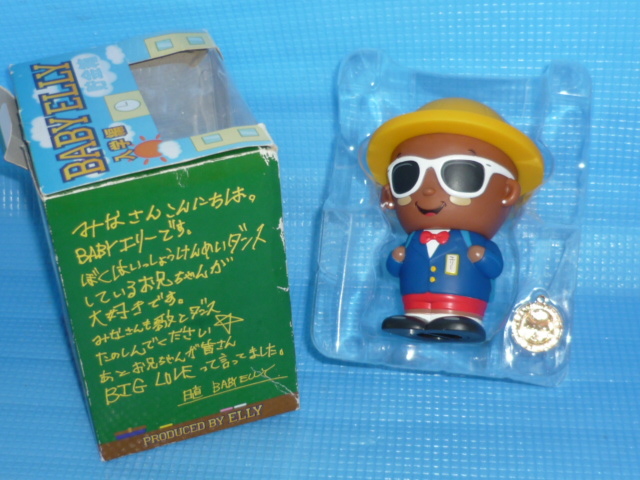 BABY ELLY
入学編
みなさんこんにちは。
BABYエリーです。
ぼくはいっしょうけんめいダンス
しているお兄ちゃんが
大好きです。
みなさんも歌とダンス
たのしんでください☆
あとお兄ちゃんが皆さん
BIG LOVEって言ってました。
日直 BABY ELLY
PRODUCED BY ELLY